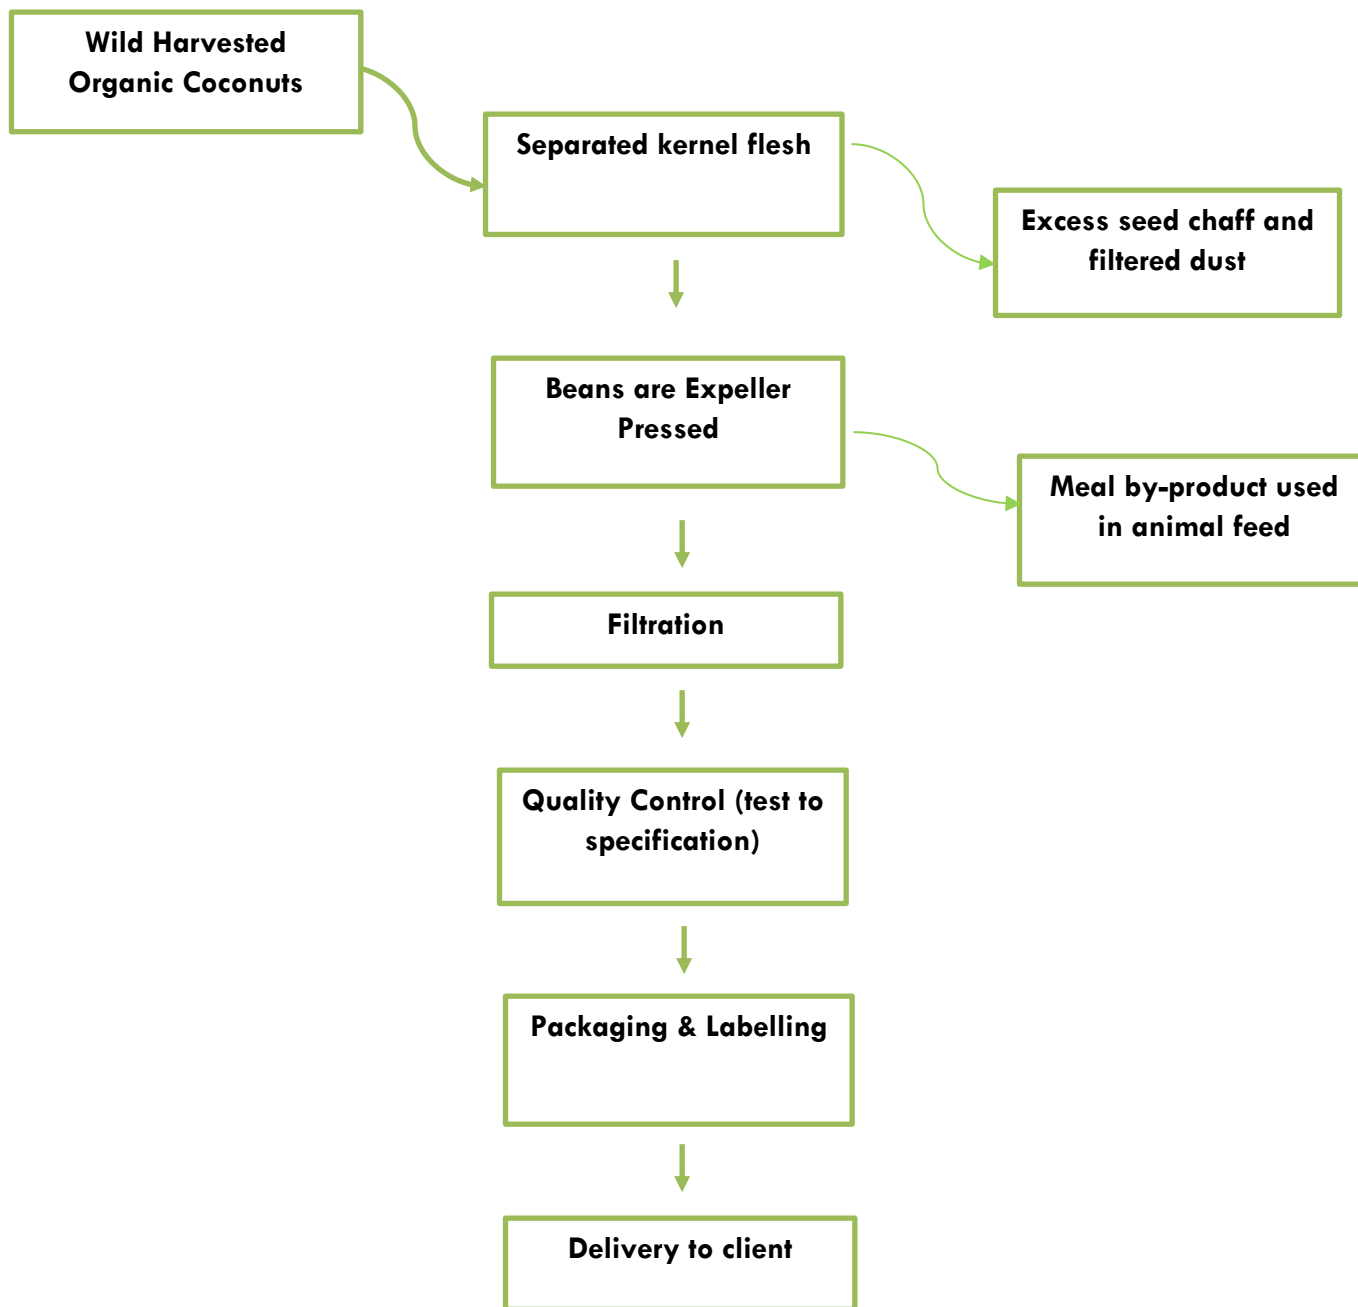 Wild Harvested
Organic Coconuts
Separated kernel flesh
Excess seed chaff and
filtered dust
Beans are Expeller
Pressed
Meal by-product used
in animal feed
Filtration
Quality Control (test to
specification)
Packaging & Labelling
Delivery to client